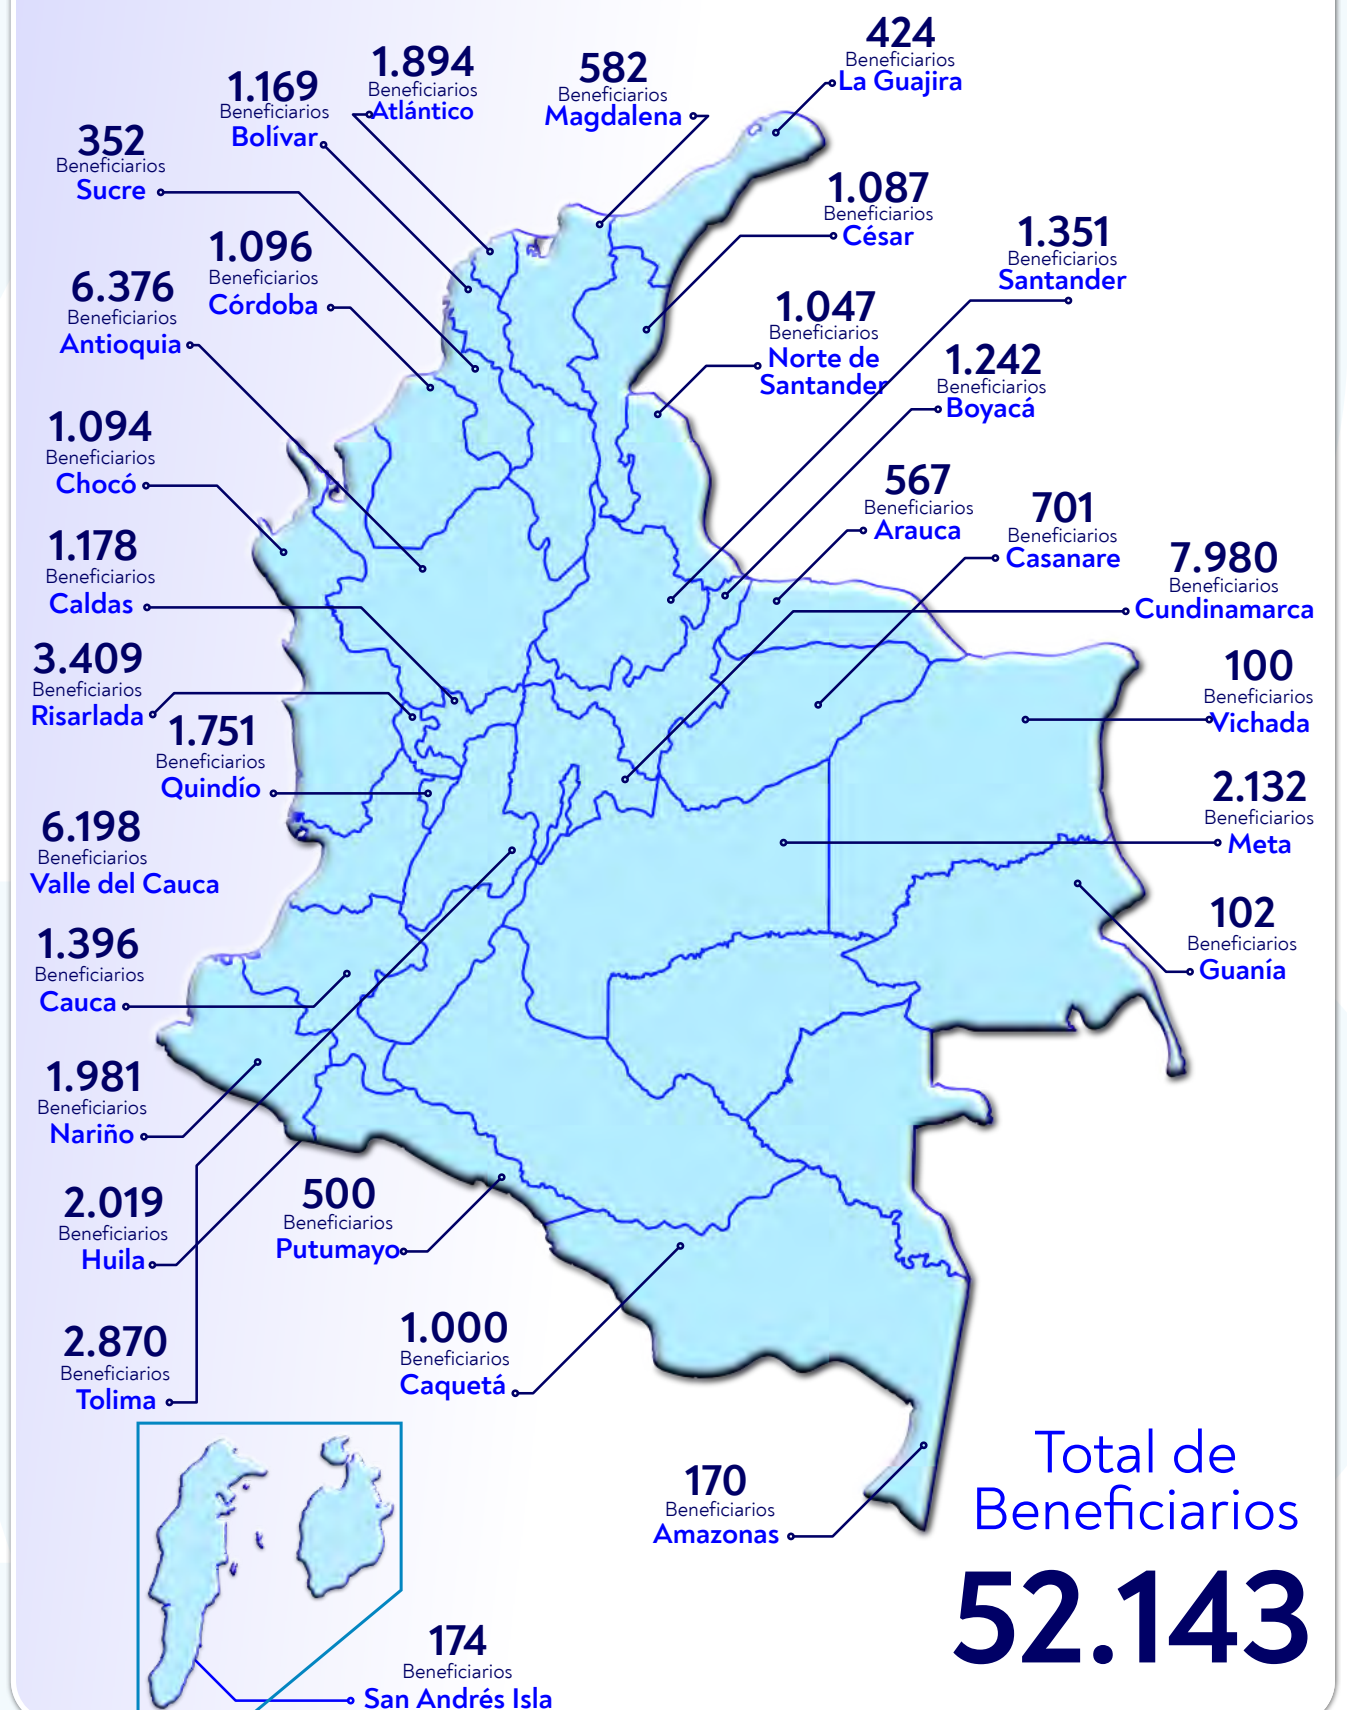 424
Beneficiarios
La Guajira
1.894
Beneficiarios
Atlántico
582
Beneficiarios
Magdalena
1.169
Beneficiarios
Bolívar
352
Beneficiarios
Sucre
1.087
Beneficiarios
César
1.351
Beneficiarios
Santander
1.096
Beneficiarios
Córdoba
6.376
Beneficiarios
Antioquia
1.047
Beneficiarios
Norte de
Santander
1.242
Beneficiarios
Boyacá
1.094
Beneficiarios
Chocó
567
Beneficiarios
Arauca
701
Beneficiarios
Casanare
1.178
Beneficiarios
Caldas
7.980
Beneficiarios
Cundinamarca
3.409
Beneficiarios
Risarlada
100
Beneficiarios
Vichada
1.751
Beneficiarios
Quindío
2.132
Beneficiarios
Meta
6.198
Beneficiarios
Valle del Cauca
102
Beneficiarios
Guanía
1.396
Beneficiarios
Cauca
1.981
Beneficiarios
Nariño
2.019
Beneficiarios
Huila
500
Beneficiarios
Putumayo
2.870
Beneficiarios
Tolima
1.000
Beneficiarios
Caquetá
170
Beneficiarios
Amazonas
174
Beneficiarios
San Andrés Isla
Total de
Beneficiarios
52.143